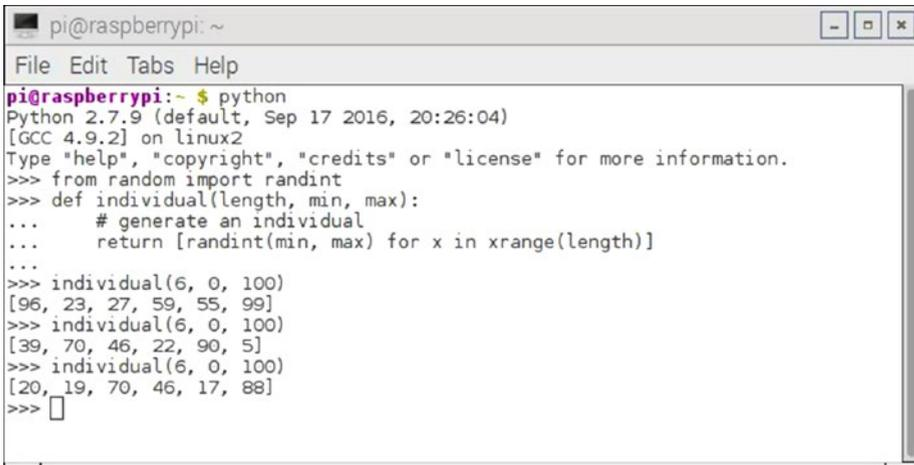 pi@raspberrypi: ~
File Edit Tabs Help
pi@raspberrypi:~ $ python
Python 2.7.9 (default, Sep 17 2016, 20:26:04)
[GCC 4.9.2] on linux2
Type "help", "copyright", "credits" or "license" for more information.
>>> from random import randint
>>> def individual(length, min, max):
...     # generate an individual
...     return [randint(min, max) for x in xrange(length)]
...
>>> individual(6, 0, 100)
[96, 23, 27, 59, 55, 99]
>>> individual(6, 0, 100)
[39, 70, 46, 22, 90, 5]
>>> individual(6, 0, 100)
[20, 19, 70, 46, 17, 88]
>>>